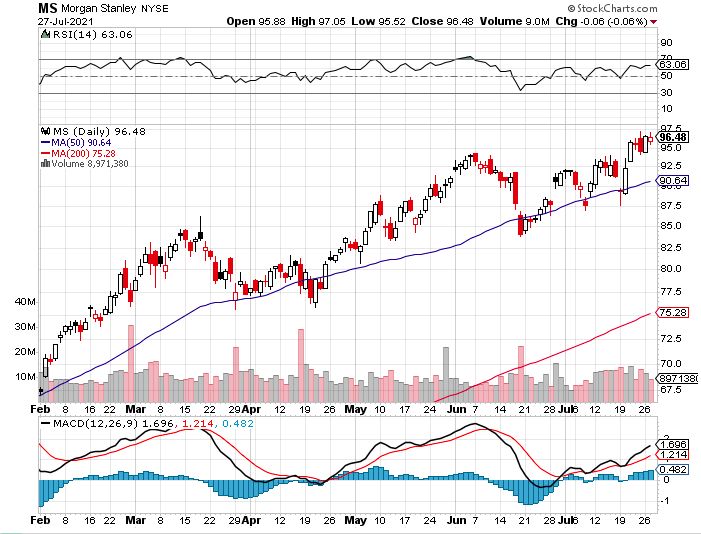 MS Morgan Stanley NYSE © StockCharts.com
27-Jul-2021 Open 95.88 High 97.05 Low 95.52 Close 96.48 Volume 9.0M Chg -0.06 (-0.06%)
RSI(14) 63.06
90
70
63.06
50
30
10
MS (Daily) 96.48
MA(50) 90.64
MA(200) 75.28
Volume 8,971,380
97.5
96.48
95.0
92.5
90.64
90.0
87.5
85.0
82.5
80.0
77.5
75.28
72.5
70.0
8971380
67.5
40M
30M
20M
10M
Feb 8 16 22 Mar 8 15 22 29 Apr 12 19 26 May 10 17 24 Jun 7 14 21 28 Jul 6 12 19 26
MACD(12,26,9) 1.696, 1.214, 0.482
2
1.696
1.214
0.482
0
-1
Feb 8 16 22 Mar 8 15 22 29 Apr 12 19 26 May 10 17 24 Jun 7 14 21 28 Jul 6 12 19 26